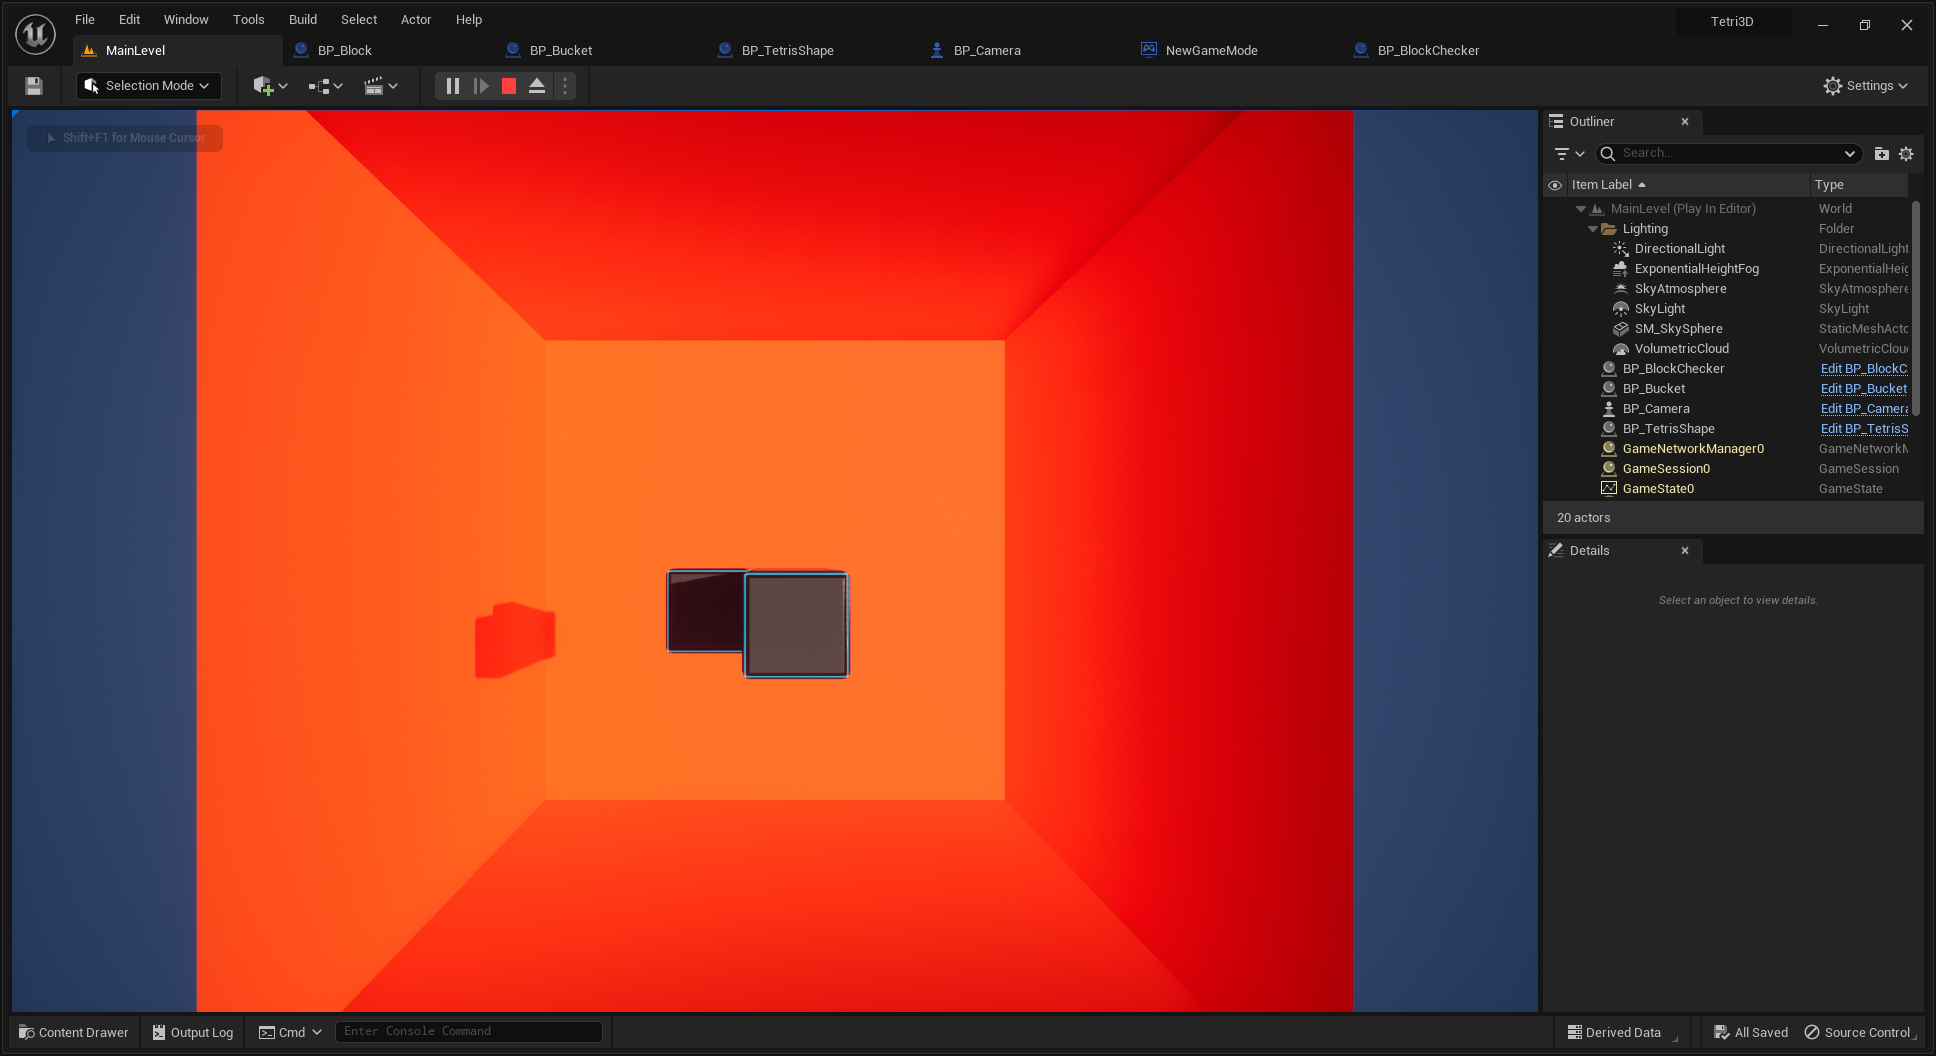 File Edit Window Tools Build Select Actor Help
Tetri3D
MainLevel BP_Block BP_Bucket BP_TetrisShape BP_Camera NewGameMode BP_BlockChecker
Selection Mode
Settings
Shift+F1 for Mouse Cursor
Outliner
Search...
Item Label Type
MainLevel (Play In Editor) World
Lighting Folder
DirectionalLight DirectionalLight
ExponentialHeightFog ExponentialHeig
SkyAtmosphere SkyAtmosphere
SkyLight SkyLight
SM_SkySphere StaticMeshActo
VolumetricCloud VolumetricClou
BP_BlockChecker Edit BP_BlockC
BP_Bucket Edit BP_Bucket
BP_Camera Edit BP_Camera
BP_TetrisShape Edit BP_TetrisS
GameNetworkManager0 GameNetworkM
GameSession0 GameSession
GameState0 GameState
20 actors
Details
Select an object to view details.
Content Drawer Output Log Cmd Enter Console Command Derived Data All Saved Source Control